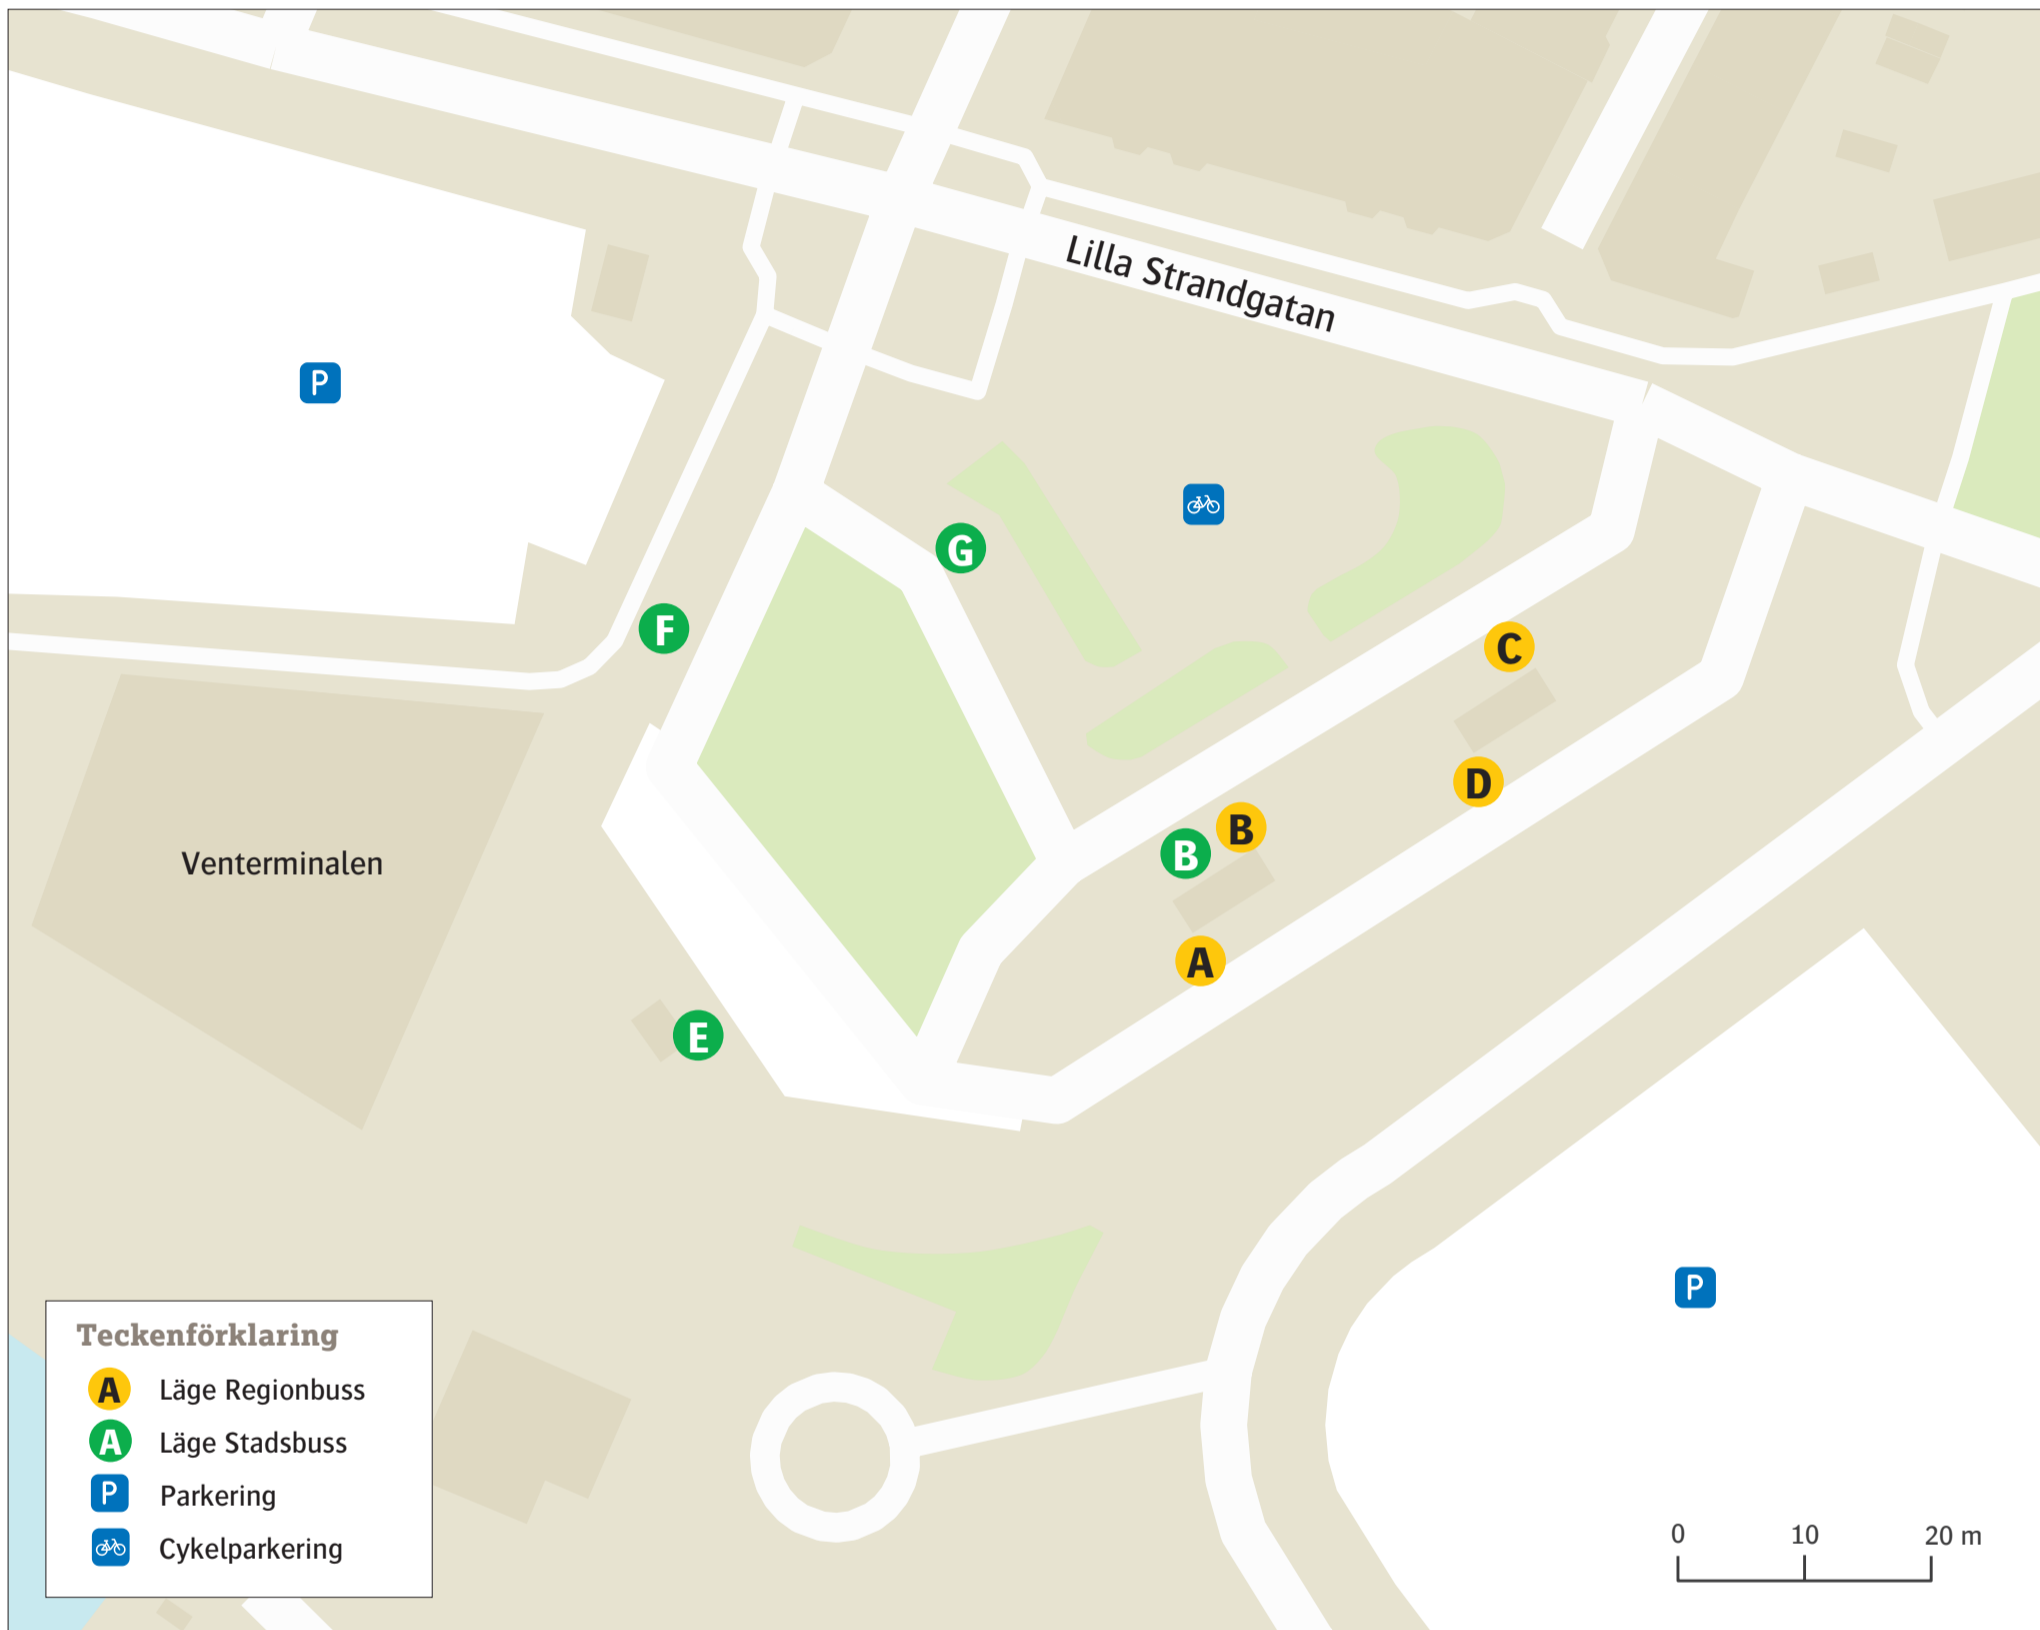 Lilla Strandgatan
P
G
F
C
D
B
B
Venterminalen
A
E
P
Teckenförklaring
A Läge Regionbuss
A Läge Stadsbuss
P Parkering
Cykelparkering
0 10 20 m